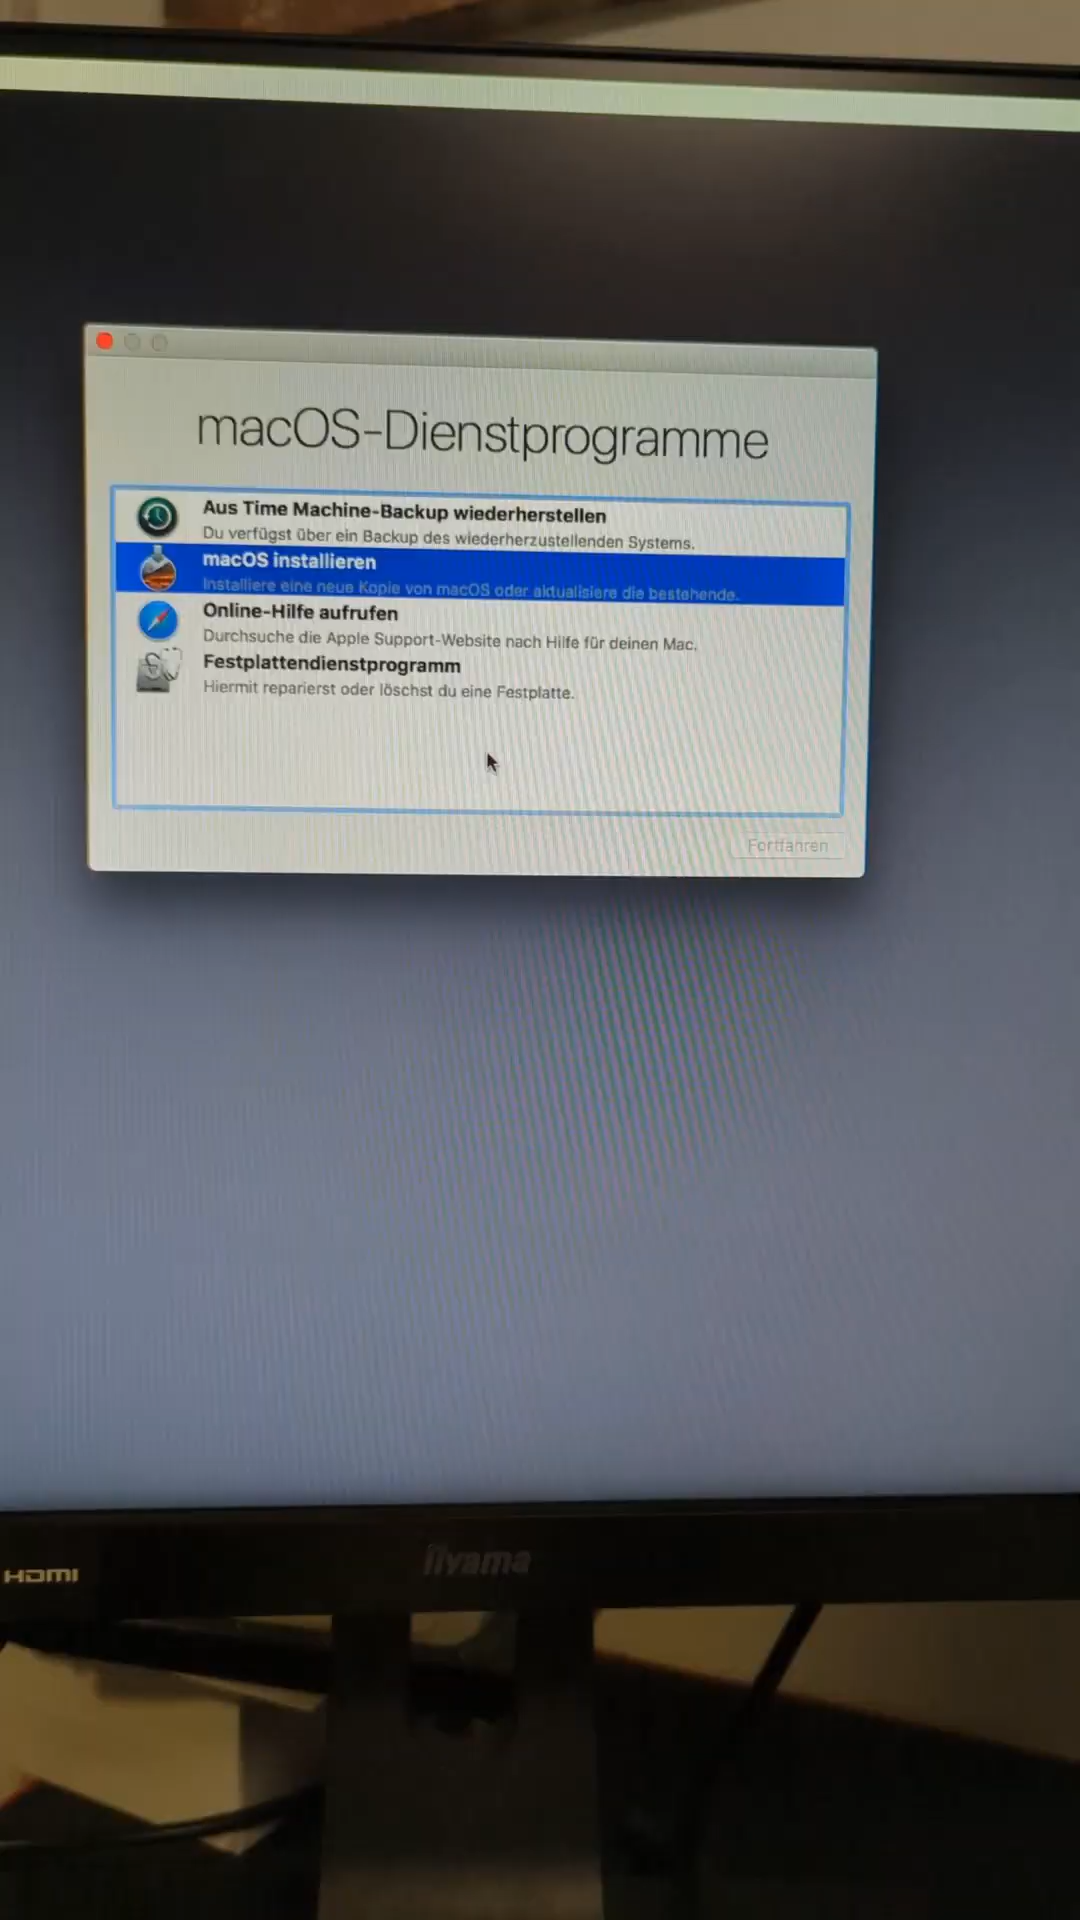 macOS-Dienstprogramme
Aus Time Machine-Backup wiederherstellen
Du verfügst über ein Backup des wiederherzustellenden Systems.
macOS installieren
Installiere eine neue Kopie von macOS oder aktualisiere die bestehende.
Online-Hilfe aufrufen
Durchsuche die Apple Support-Website nach Hilfe für deinen Mac.
Festplattendienstprogramm
Hiermit reparierst oder löschst du eine Festplatte.
Fortfahren
HDMI
iiyama